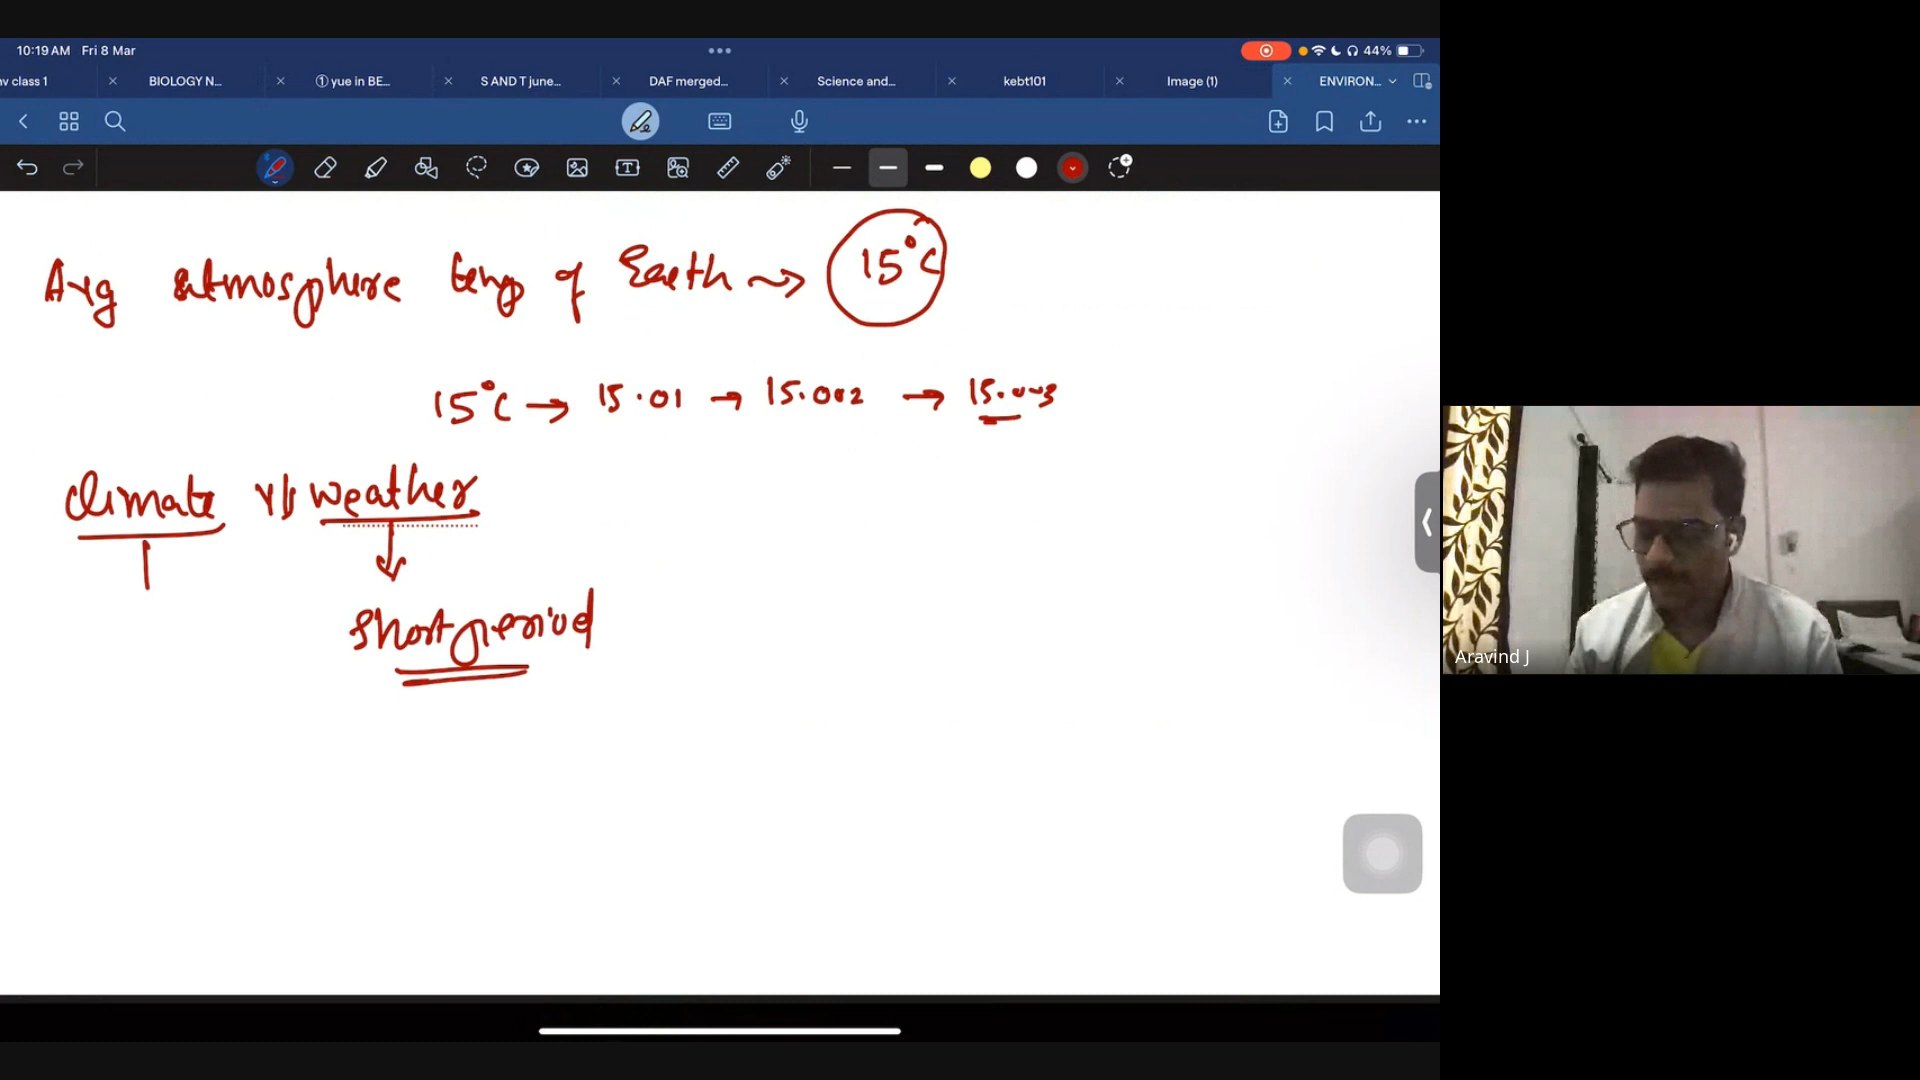 10:19 AM Fri 8 Mar
44%
nv class 1
BIOLOGY N...
① yue in BE...
S AND T june...
DAF merged...
Science and...
kebt101
Image (1)
ENVIRON...
Avg atmosphere temp of Earth → 15°C
15°C → 15.01 → 15.002 → 15.003
Climate v/s weather
Short period
Aravind J